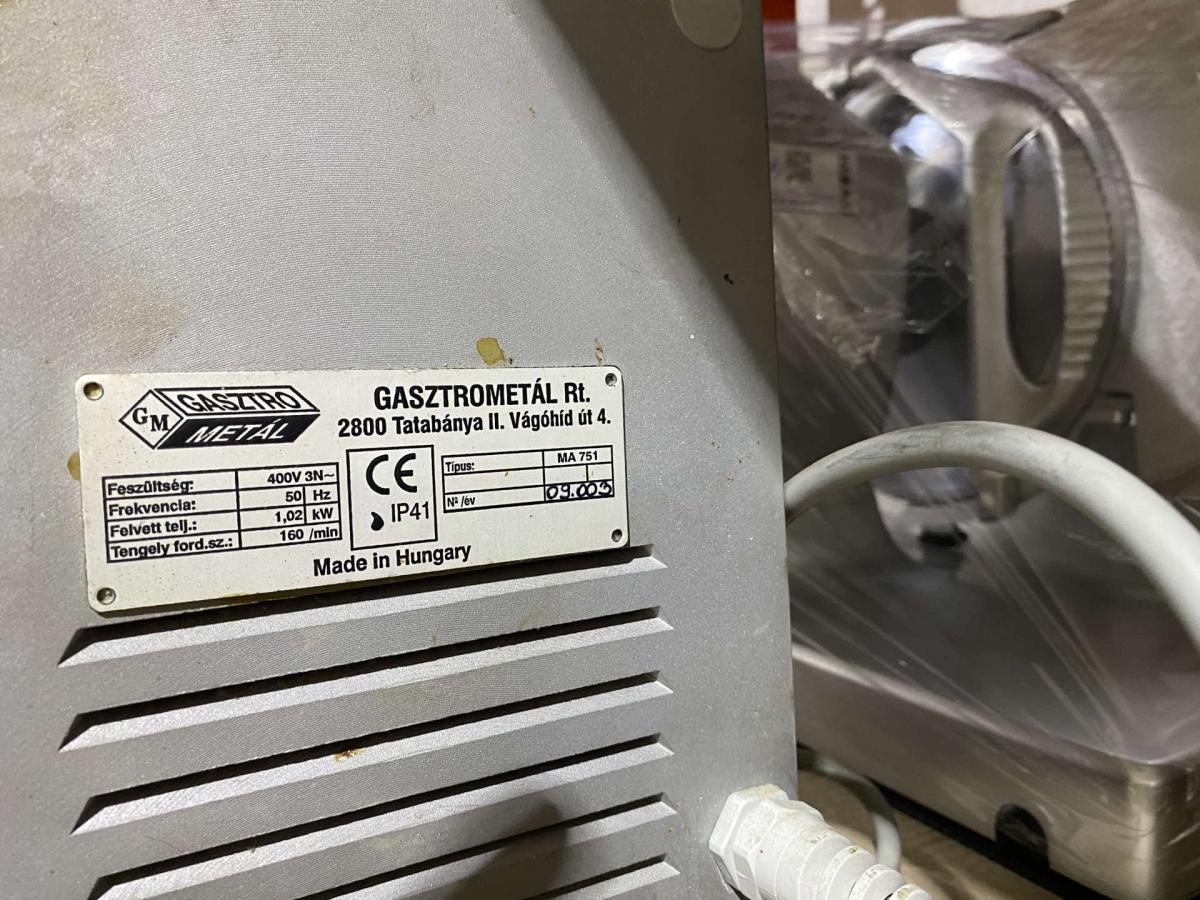 GM GASZTRO
METÁL
GASZTROMETÁL Rt.
2800 Tatabánya II. Vágóhíd út 4.
Feszültség: 400V 3N~
Frekvencia: 50 Hz
Felvett telj.: 1,02 kW
Tengely ford.sz.: 160 /min
CE
IP41
Típus: MA 751
Nº /év 09.003
Made in Hungary